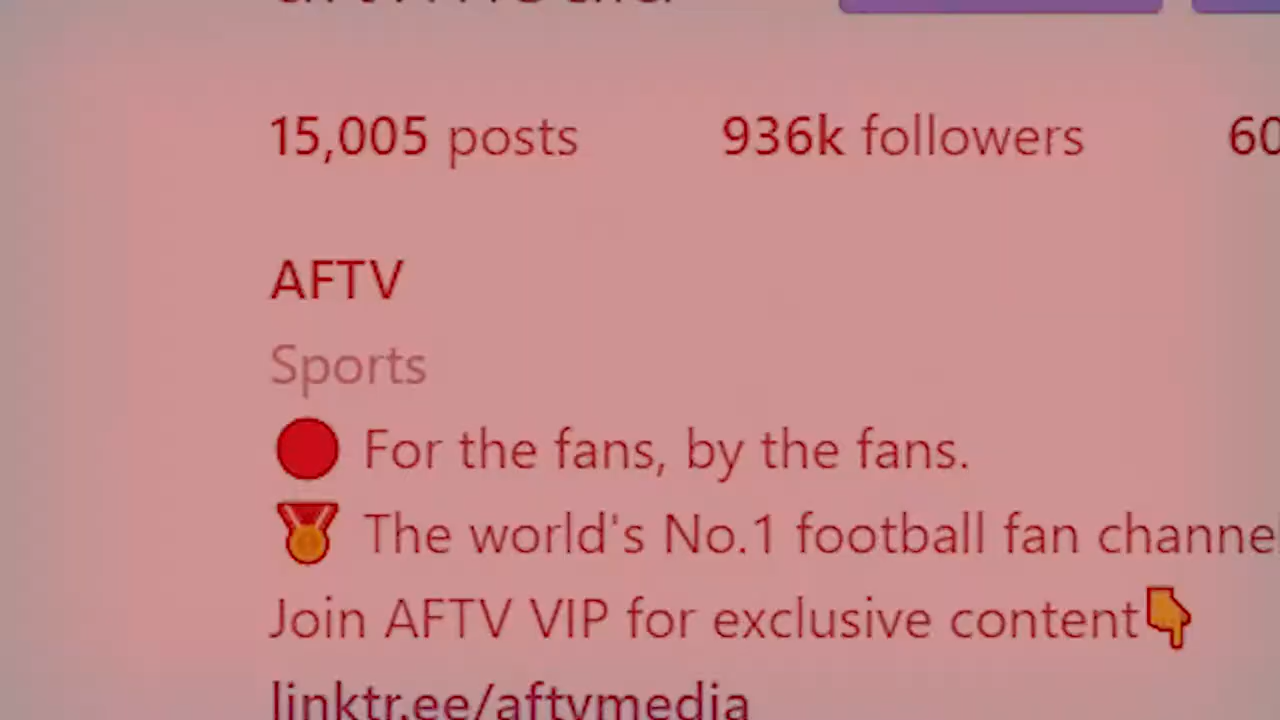 15,005 posts 936k followers 60
AFTV
Sports
For the fans, by the fans.
The world's No.1 football fan channe
Join AFTV VIP for exclusive content
linktr.ee/aftvmedia